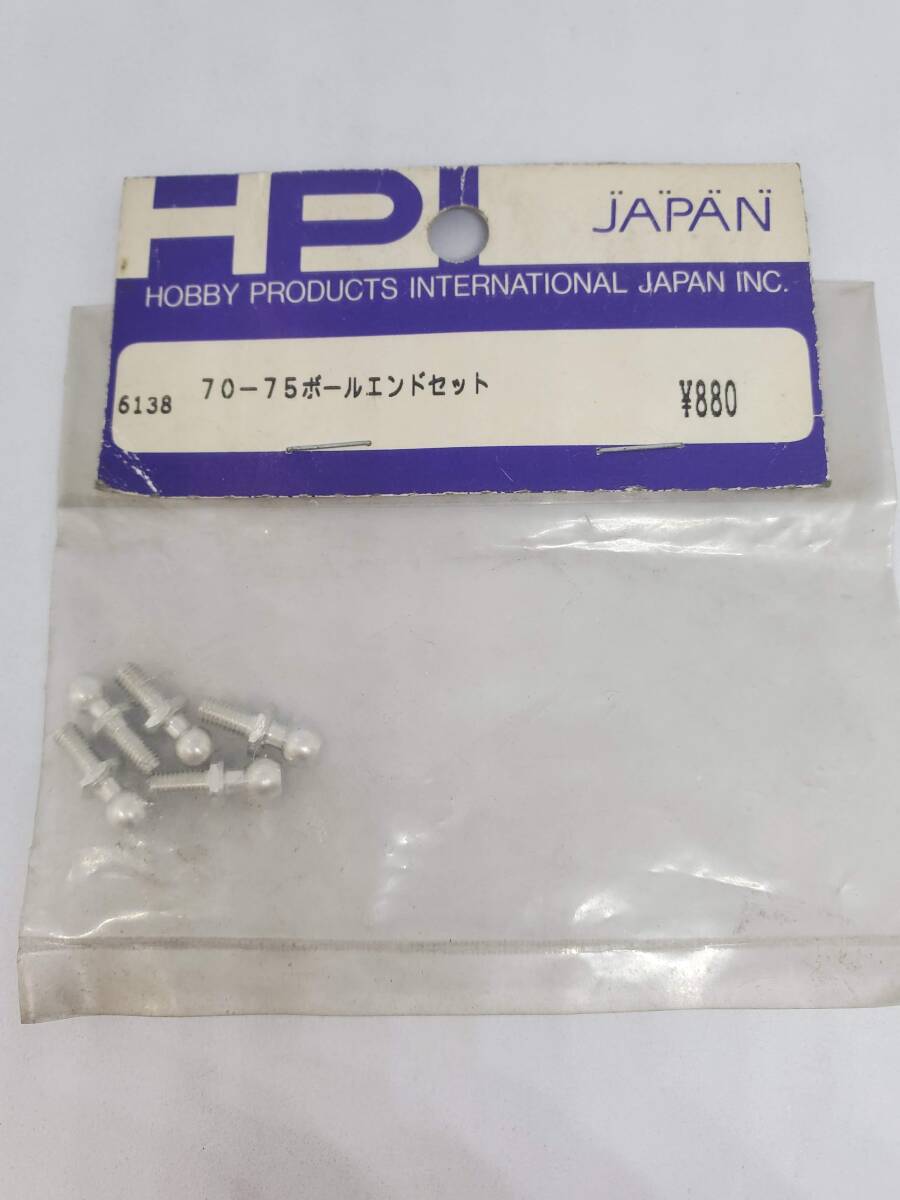 HPI JAPAN
HOBBY PRODUCTS INTERNATIONAL JAPAN INC.
6138 70-75ボールエンドセット ¥880